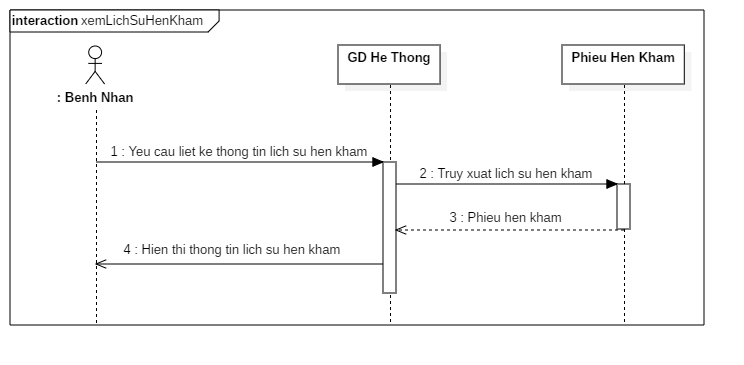 interaction xemLichSuHenKham
GD He Thong
Phieu Hen Kham
: Benh Nhan
1 : Yeu cau liet ke thong tin lich su hen kham
2 : Truy xuat lich su hen kham
3 : Phieu hen kham
4 : Hien thi thong tin lich su hen kham